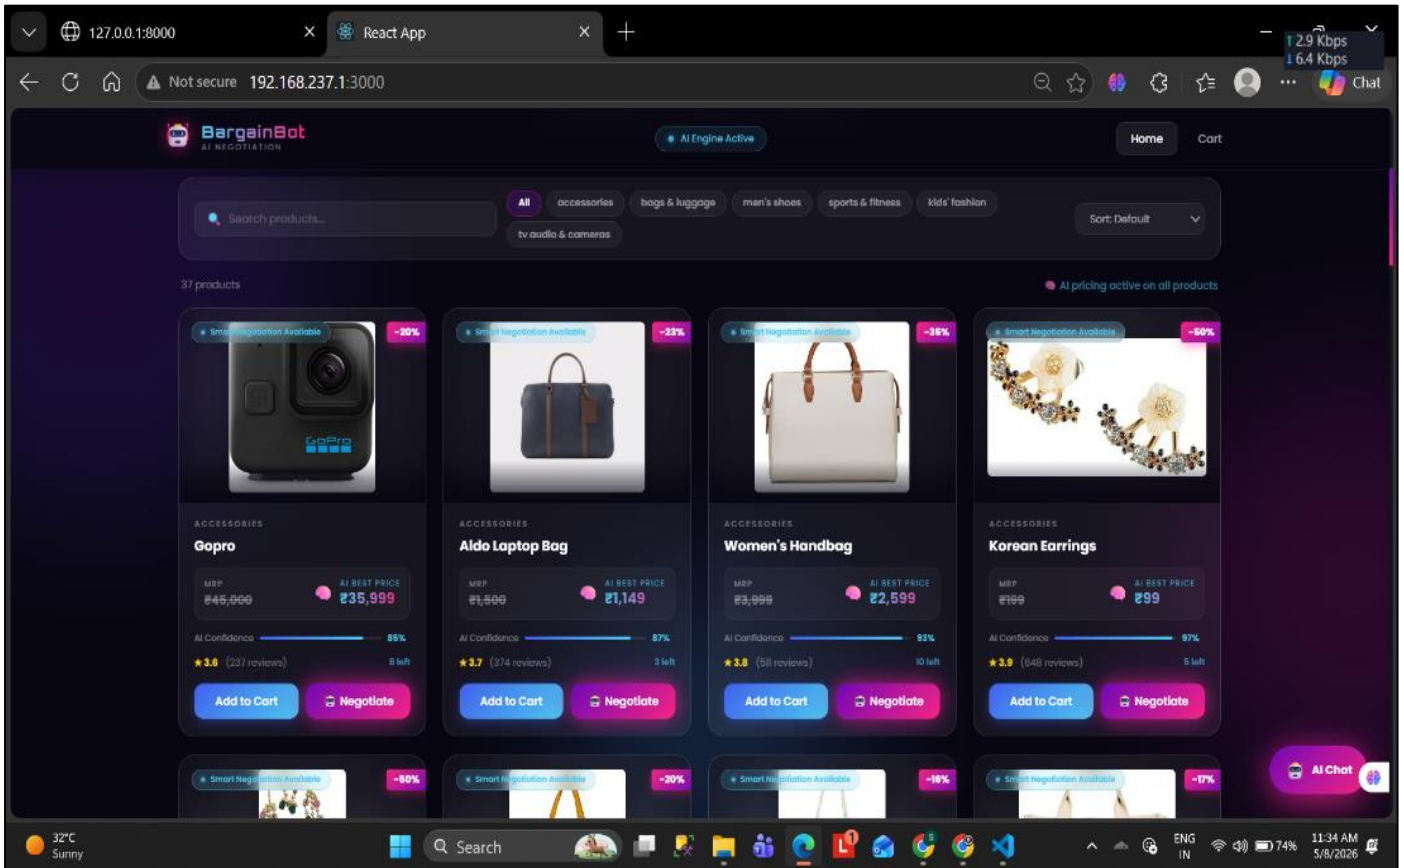 127.0.0.1:8000
React App
2.9 Kbps
6.4 Kbps
Not secure 192.168.237.1:3000
Chat
BargainBot
AI NEGOTIATION
AI Engine Active
Home Cart
Search products...
All accessories bags & luggage men's shoes sports & fitness kids' fashion
tv audio & cameras
Sort: Default
37 products
AI pricing active on all products
Smart Negotiation Available -20%
Smart Negotiation Available -23%
Smart Negotiation Available -35%
Smart Negotiation Available -50%
GoPro
ACCESSORIES
Gopro
MRP AI BEST PRICE
₹45,000 ₹35,999
AI Confidence 85%
★ 3.6 (237 reviews) 8 left
Add to Cart Negotiate
ACCESSORIES
Aldo Laptop Bag
MRP AI BEST PRICE
₹1,500 ₹1,149
AI Confidence 87%
★ 3.7 (374 reviews) 3 left
Add to Cart Negotiate
ACCESSORIES
Women's Handbag
MRP AI BEST PRICE
₹3,999 ₹2,599
AI Confidence 93%
★ 3.8 (511 reviews) 10 left
Add to Cart Negotiate
ACCESSORIES
Korean Earrings
MRP AI BEST PRICE
₹199 ₹99
AI Confidence 97%
★ 3.9 (648 reviews) 5 left
Add to Cart Negotiate
Smart Negotiation Available -50%
Smart Negotiation Available -20%
Smart Negotiation Available -16%
Smart Negotiation Available -17%
AI Chat
32°C
Sunny
Search
ENG
IN
74%
11:34 AM
5/8/2026